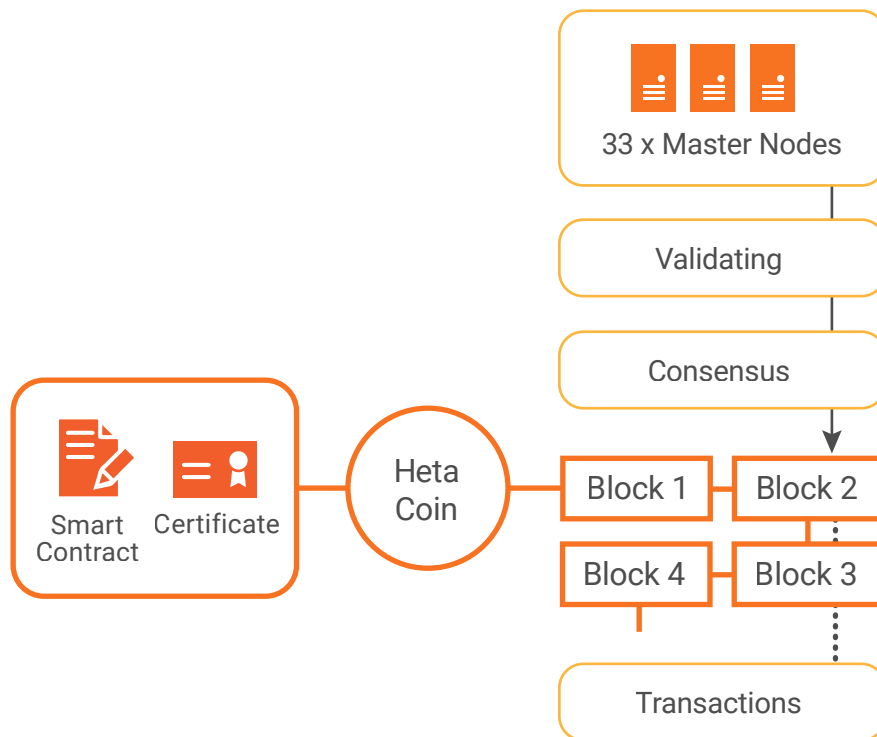 33 x Master Nodes
Validating
Consensus
Smart
Contract
Certificate
Heta
Coin
Block 1
Block 2
Block 4
Block 3
Transactions